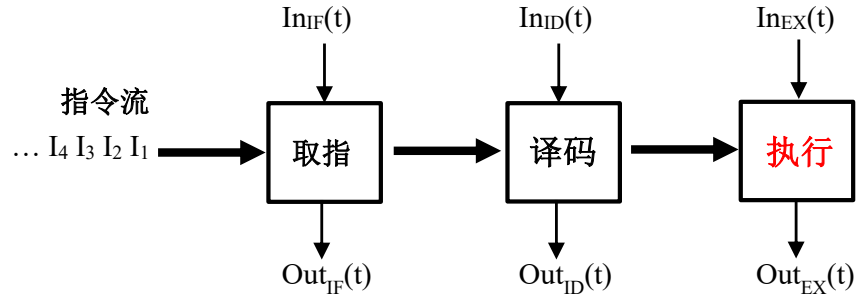 In_IF(t) In_ID(t) In_EX(t)
指令流
… I₄ I₃ I₂ I₁
取指 译码 执行
Out_IF(t) Out_ID(t) Out_EX(t)